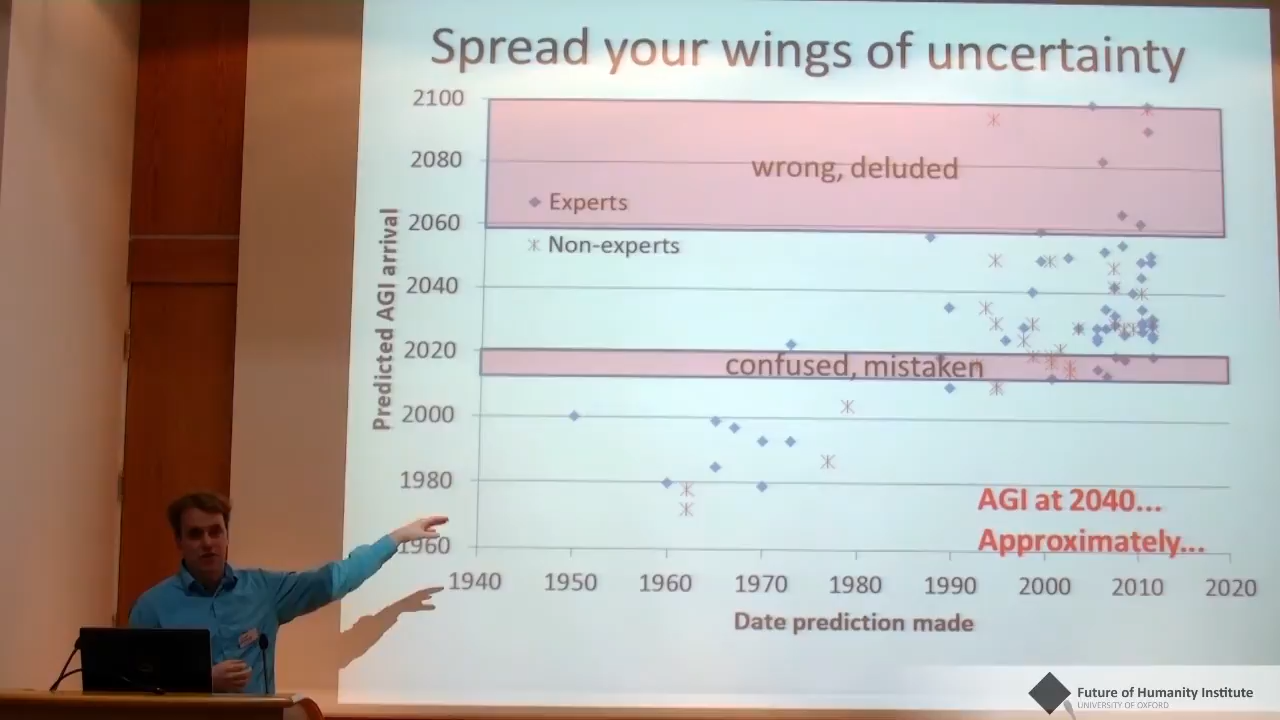 Spread your wings of uncertainty
2100
2080
2060
2040
2020
2000
1980
1960
Predicted AGI arrival
wrong, deluded
Experts
Non-experts
confused, mistaken
AGI at 2040...
Approximately...
1940
1950
1960
1970
1980
1990
2000
2010
2020
Date prediction made
Future of Humanity Institute
UNIVERSITY OF OXFORD